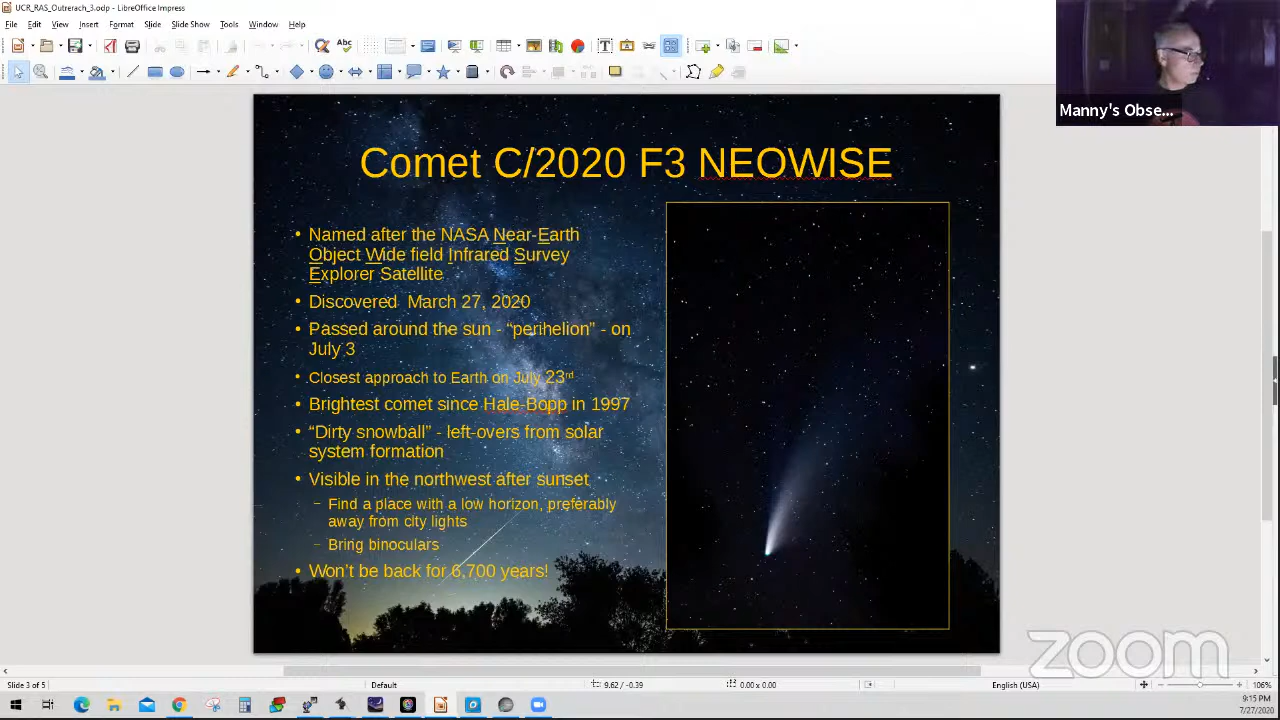 UCR_RAS_Outrerach_3.odp - LibreOffice Impress
File Edit View Insert Format Slide Slide Show Tools Window Help
Abc
Manny's Obse...
Comet C/2020 F3 NEOWISE
• Named after the NASA Near-Earth
Object Wide field Infrared Survey
Explorer Satellite
• Discovered March 27, 2020
• Passed around the sun - “perihelion” - on
July 3
• Closest approach to Earth on July 23rd
• Brightest comet since Hale-Bopp in 1997
• “Dirty snowball” - left-overs from solar
system formation
• Visible in the northwest after sunset
– Find a place with a low horizon, preferably
away from city lights
– Bring binoculars
• Won’t be back for 6,700 years!
zoom
Slide 3 of 5 Default 9.62 / -0.39 0.00 x 0.00 English (USA) 106%
9:15 PM
7/27/2020